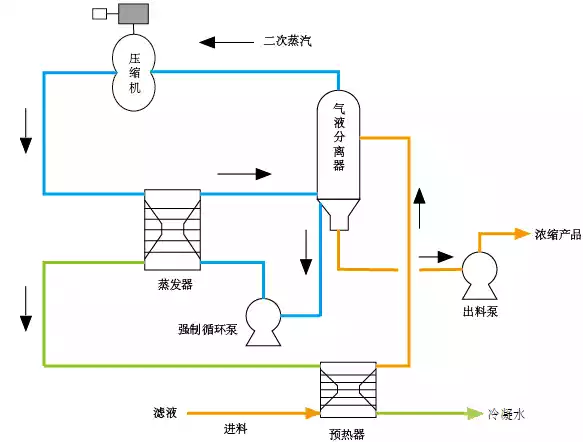 二次蒸汽
压缩机
气液分离器
浓缩产品
蒸发器
出料泵
强制循环泵
滤液
进料
预热器
冷凝水